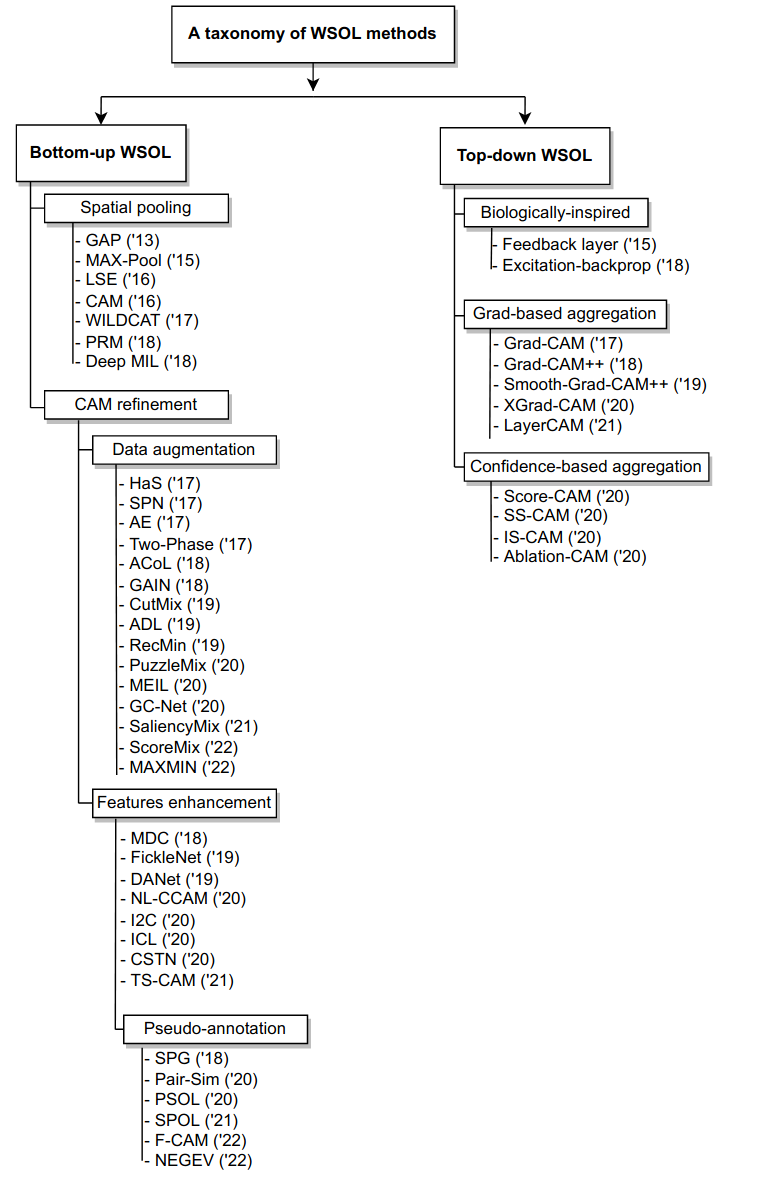 A taxonomy of WSOL methods
Bottom-up WSOL
Spatial pooling
- GAP ('13)
- MAX-Pool ('15)
- LSE ('16)
- CAM ('16)
- WILDCAT ('17)
- PRM ('18)
- Deep MIL ('18)
CAM refinement
Data augmentation
- HaS ('17)
- SPN ('17)
- AE ('17)
- Two-Phase ('17)
- ACoL ('18)
- GAIN ('18)
- CutMix ('19)
- ADL ('19)
- RecMin ('19)
- PuzzleMix ('20)
- MEIL ('20)
- GC-Net ('20)
- SaliencyMix ('21)
- ScoreMix ('22)
- MAXMIN ('22)
Features enhancement
- MDC ('18)
- FickleNet ('19)
- DANet ('19)
- NL-CCAM ('20)
- I2C ('20)
- ICL ('20)
- CSTN ('20)
- TS-CAM ('21)
Pseudo-annotation
- SPG ('18)
- Pair-Sim ('20)
- PSOL ('20)
- SPOL ('21)
- F-CAM ('22)
- NEGEV ('22)
Top-down WSOL
Biologically-inspired
- Feedback layer ('15)
- Excitation-backprop ('18)
Grad-based aggregation
- Grad-CAM ('17)
- Grad-CAM++ ('18)
- Smooth-Grad-CAM++ ('19)
- XGrad-CAM ('20)
- LayerCAM ('21)
Confidence-based aggregation
- Score-CAM ('20)
- SS-CAM ('20)
- IS-CAM ('20)
- Ablation-CAM ('20)